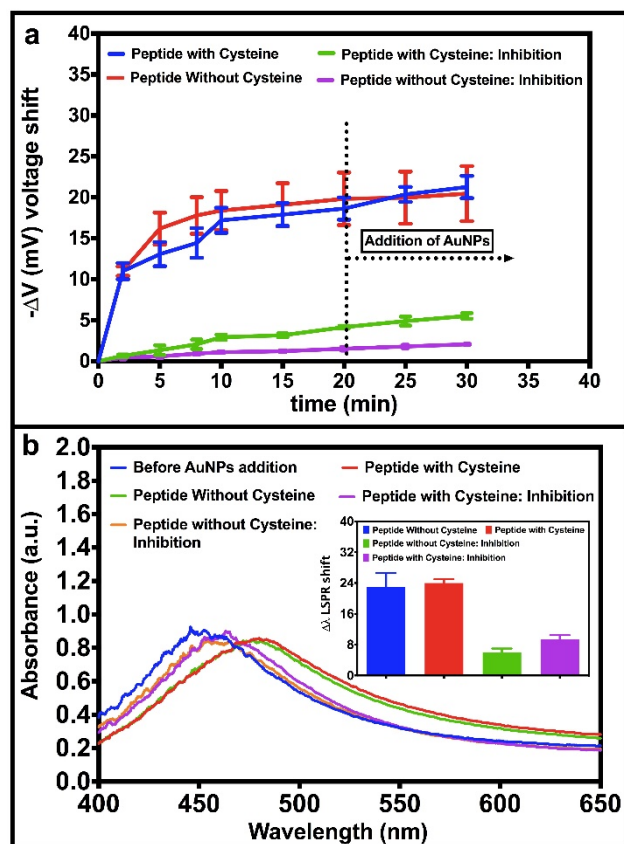 a
Peptide with Cysteine
Peptide with Cysteine: Inhibition
Peptide Without Cysteine
Peptide without Cysteine: Inhibition
40
35
30
25
20
15
10
5
0
-ΔV (mV) voltage shift
Addition of AuNPs
0 5 10 15 20 25 30 35 40
time (min)
b
Before AuNPs addition
Peptide with Cysteine
Peptide Without Cysteine
Peptide with Cysteine: Inhibition
Peptide without Cysteine:
Inhibition
2.0
1.8
1.6
1.4
1.2
1.0
0.8
0.6
0.4
0.2
0.0
Absorbance (a.u.)
Peptide Without Cysteine
Peptide with Cysteine
Peptide without Cysteine: Inhibition
Peptide with Cysteine: Inhibition
40
32
24
16
8
0
Δλ LSPR shift
400 450 500 550 600 650
Wavelength (nm)